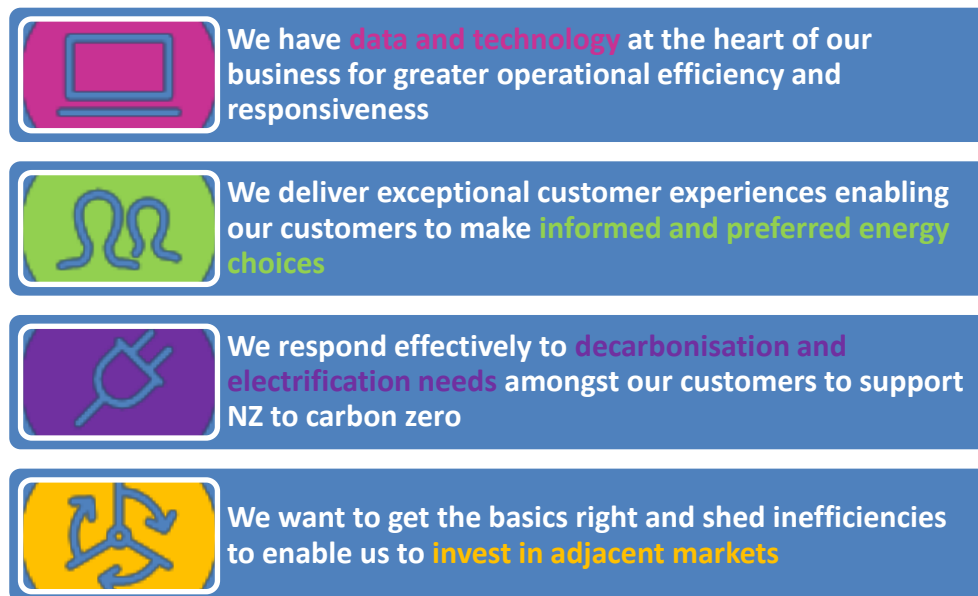 We have data and technology at the heart of our
business for greater operational efficiency and
responsiveness
We deliver exceptional customer experiences enabling
our customers to make informed and preferred energy
choices
We respond effectively to decarbonisation and
electrification needs amongst our customers to support
NZ to carbon zero
We want to get the basics right and shed inefficiencies
to enable us to invest in adjacent markets